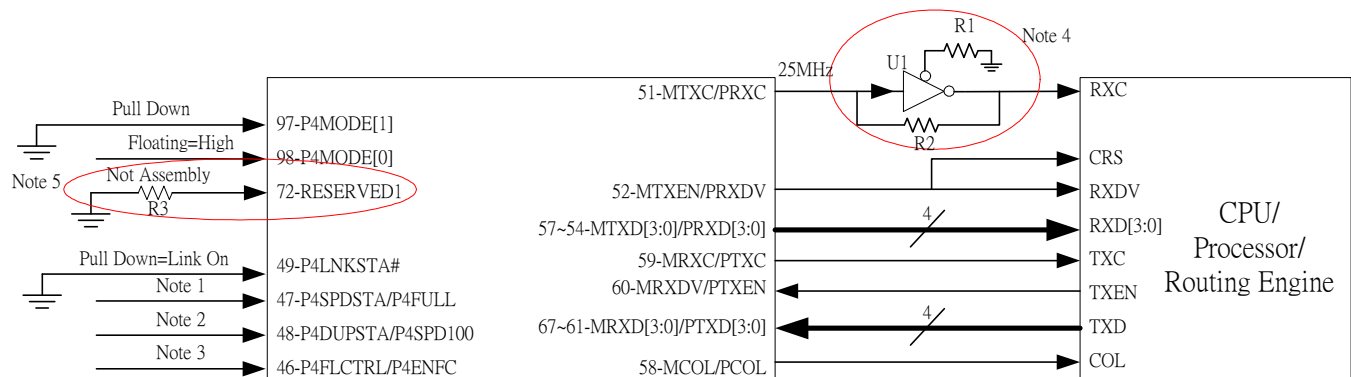 R1
Note 4
U1
25MHz
51-MTXC/PRXC
RXC
R2
Pull Down
97-P4MODE[1]
Floating=High
98-P4MODE[0]
CRS
Note 5
Not Assembly
72-RESERVED1
R3
52-MTXEN/PRXDV
RXDV
57~54-MTXD[3:0]/PRXD[3:0]
4
RXD[3:0]
CPU/
Processor/
Routing Engine
Pull Down=Link On
49-P4LNKSTA#
59-MRXC/PTXC
TXC
Note 1
47-P4SPDSTA/P4FULL
60-MRXDV/PTXEN
TXEN
Note 2
48-P4DUPSTA/P4SPD100
67~61-MRXD[3:0]/PTXD[3:0]
4
TXD
Note 3
46-P4FLCTRL/P4ENFC
58-MCOL/PCOL
COL